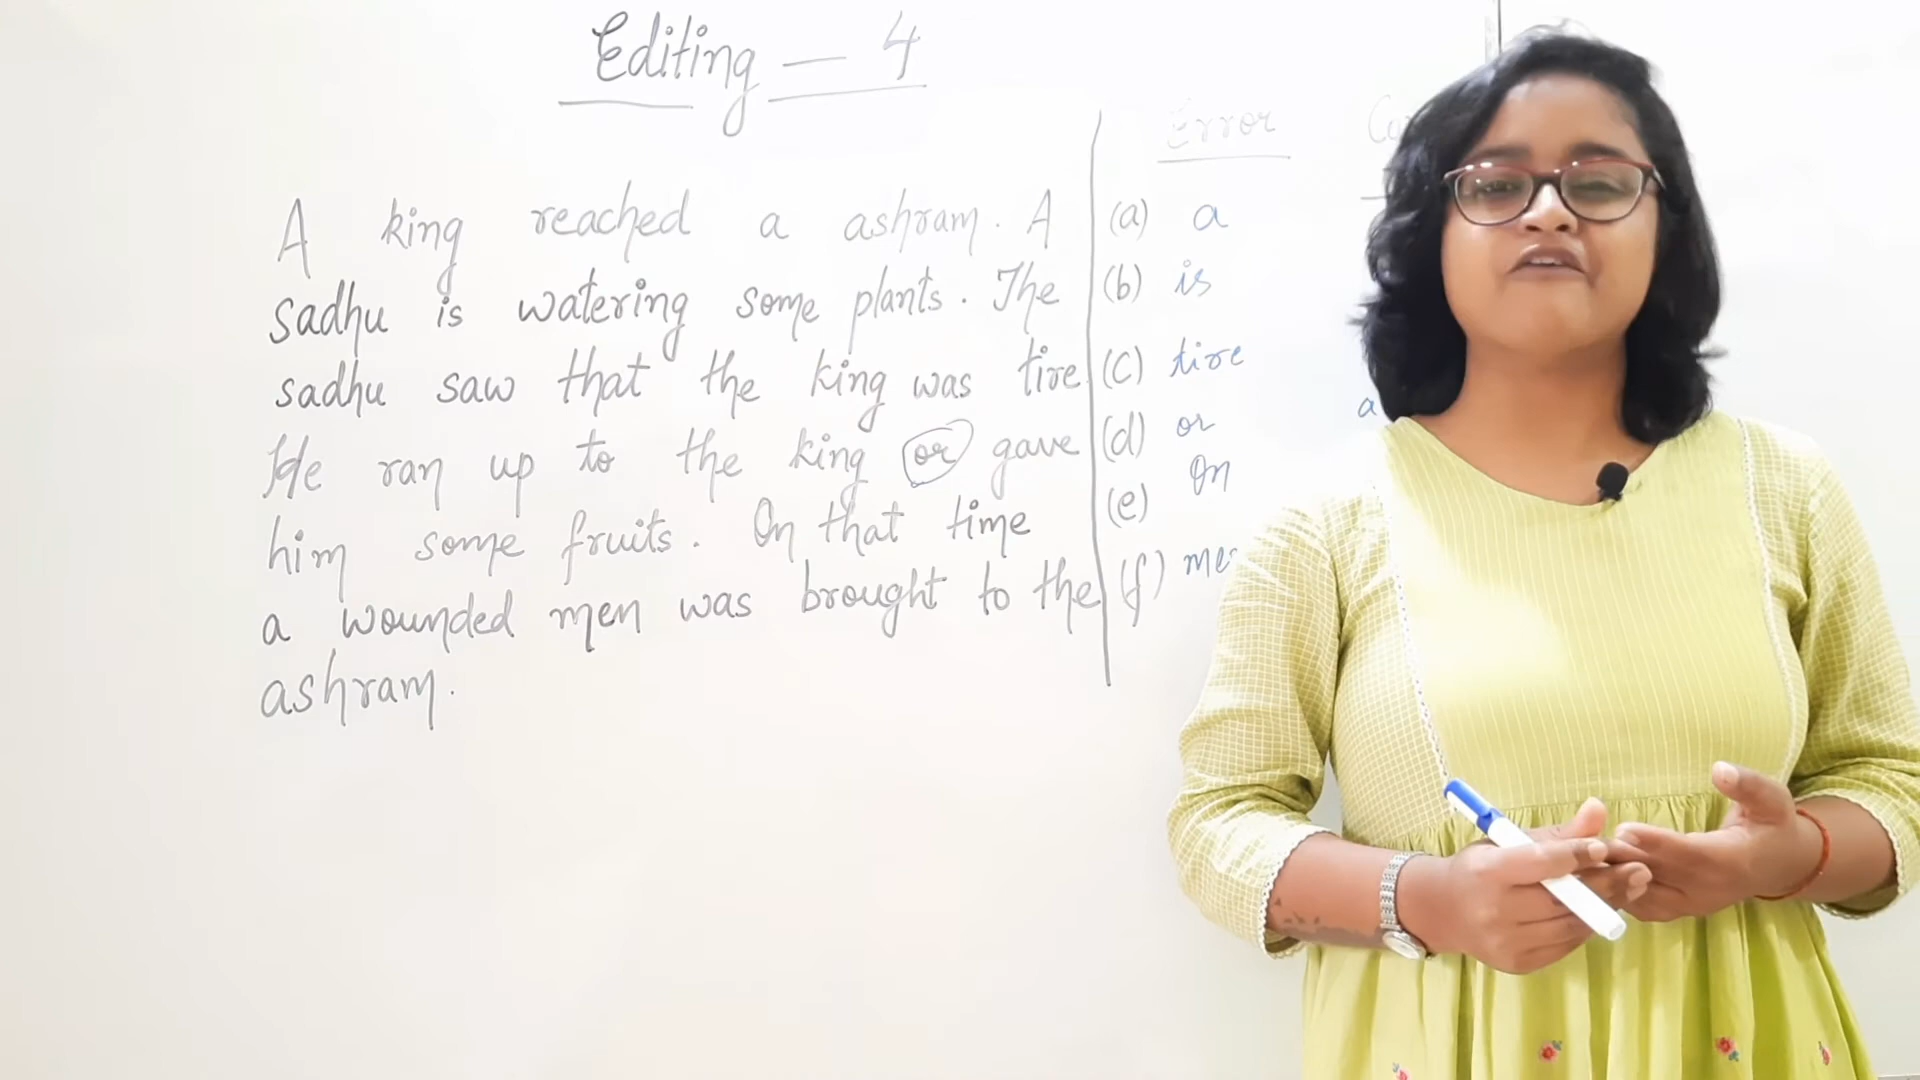 Editing — 4
Error
A king reached a ashram. A
sadhu is watering some plants. The
sadhu saw that the king was tire
He ran up to the king or gave
him some fruits. On that time
a wounded men was brought to the
ashram.
(a) a
(b) is
(c) tire
(d) or
(e) On
(f)